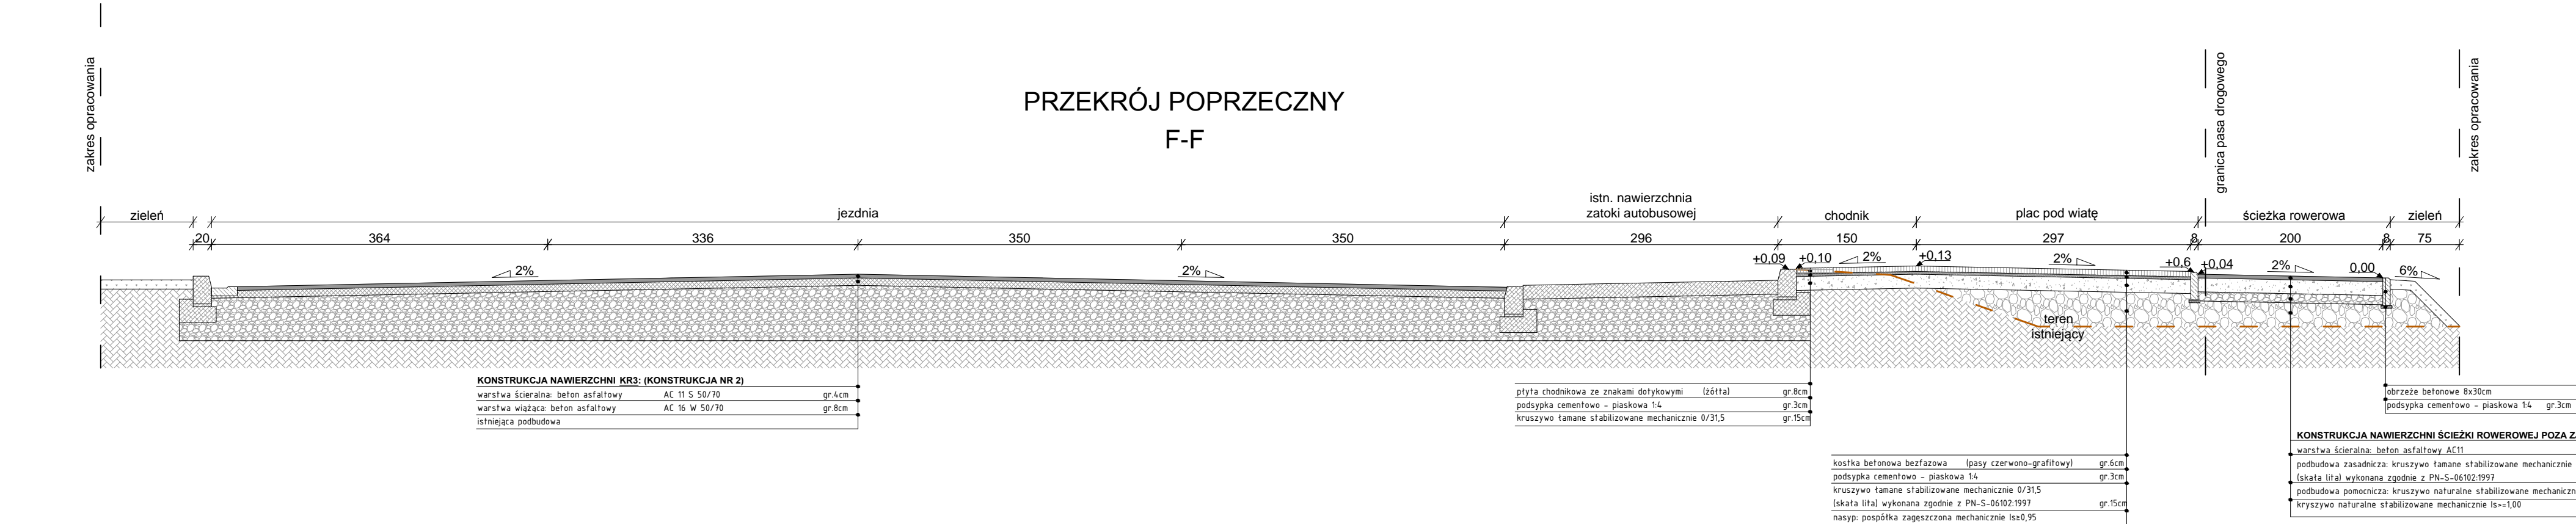 PRZEKRÓJ POPRZECZNY
F-F
zakres opracowania
granica pasa drogowego
zakres opracowania
zieleń
jezdnia
istn. nawierzchnia
zatoki autobusowej
chodnik
plac pod wiatę
ścieżka rowerowa
zieleń
20
364
336
350
350
296
150
297
8
200
8
75
2%
2%
+0,09
+0,10
2%
+0,13
2%
+0,6
+0,04
2%
0,00
6%
teren
istniejący
KONSTRUKCJA NAWIERZCHNI KR3: (KONSTRUKCJA NR 2)
warstwa ścieralna: beton asfaltowy AC 11 S 50/70 gr.4cm
warstwa wiążąca: beton asfaltowy AC 16 W 50/70 gr.8cm
istniejąca podbudowa
płyta chodnikowa ze znakami dotykowymi (żółta) gr.8cm
podsypka cementowo - piaskowa 1:4 gr.3cm
kruszywo łamane stabilizowane mechanicznie 0/31,5 gr.15cm
kostka betonowa bezfazowa (pasy czerwono-grafitowy) gr.6cm
podsypka cementowo - piaskowa 1:4 gr.3cm
kruszywo łamane stabilizowane mechanicznie 0/31,5
(skała lita) wykonana zgodnie z PN-S-06102:1997 gr.15cm
nasyp: pospółka zagęszczona mechanicznie Is≥0,95
obrzeże betonowe 8x30cm
podsypka cementowo - piaskowa 1:4 gr.3cm
KONSTRUKCJA NAWIERZCHNI ŚCIEŻKI ROWEROWEJ POZA
warstwa ścieralna: beton asfaltowy AC11
podbudowa zasadnicza: kruszywo łamane stabilizowane mechanicznie
(skała lita) wykonana zgodnie z PN-S-06102:1997
podbudowa pomocnicza: kruszywo naturalne stabilizowane
kryszywo naturalne stabilizowane mechanicznie Is>=1,00